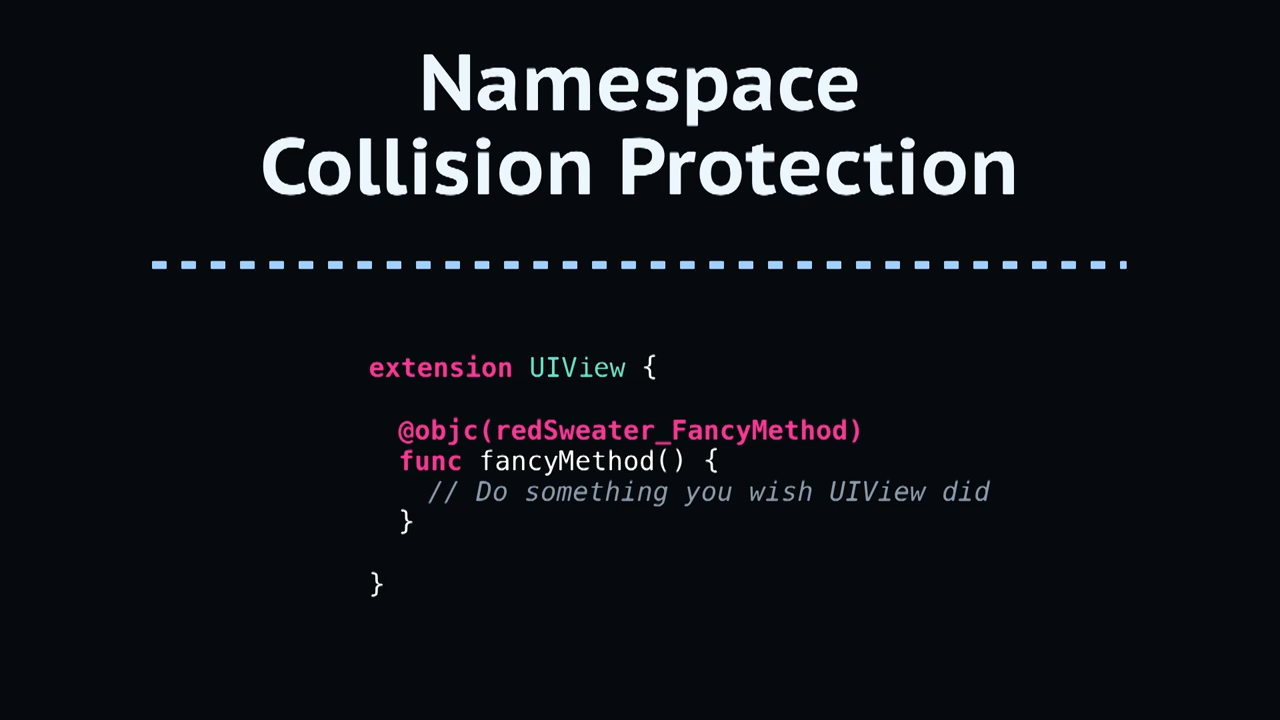 Namespace
Collision Protection
extension UIView {
@objc(redSweater_FancyMethod)
func fancyMethod() {
// Do something you wish UIView did
}
}